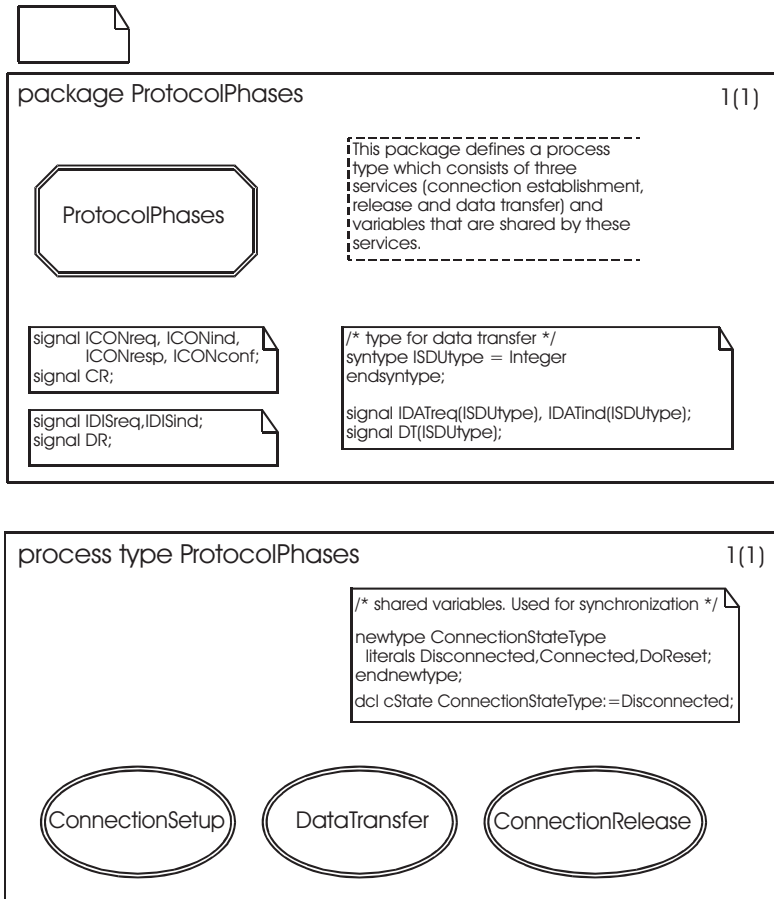 package ProtocolPhases
1(1)
ProtocolPhases
This package defines a process
type which consists of three
services (connection establishment,
release and data transfer) and
variables that are shared by these
services.
signal ICONreq, ICONind,
ICONresp, ICONconf;
signal CR;
signal IDISreq,IDISind;
signal DR;
/* type for data transfer */
syntype ISDUtype = Integer
endsyntype;
signal IDATreq(ISDUtype), IDATind(ISDUtype);
signal DT(ISDUtype);
process type ProtocolPhases
1(1)
/* shared variables. Used for synchronization */
newtype ConnectionStateType
literals Disconnected,Connected,DoReset;
endnewtype;
dcl cState ConnectionStateType:=Disconnected;
ConnectionSetup
DataTransfer
ConnectionRelease